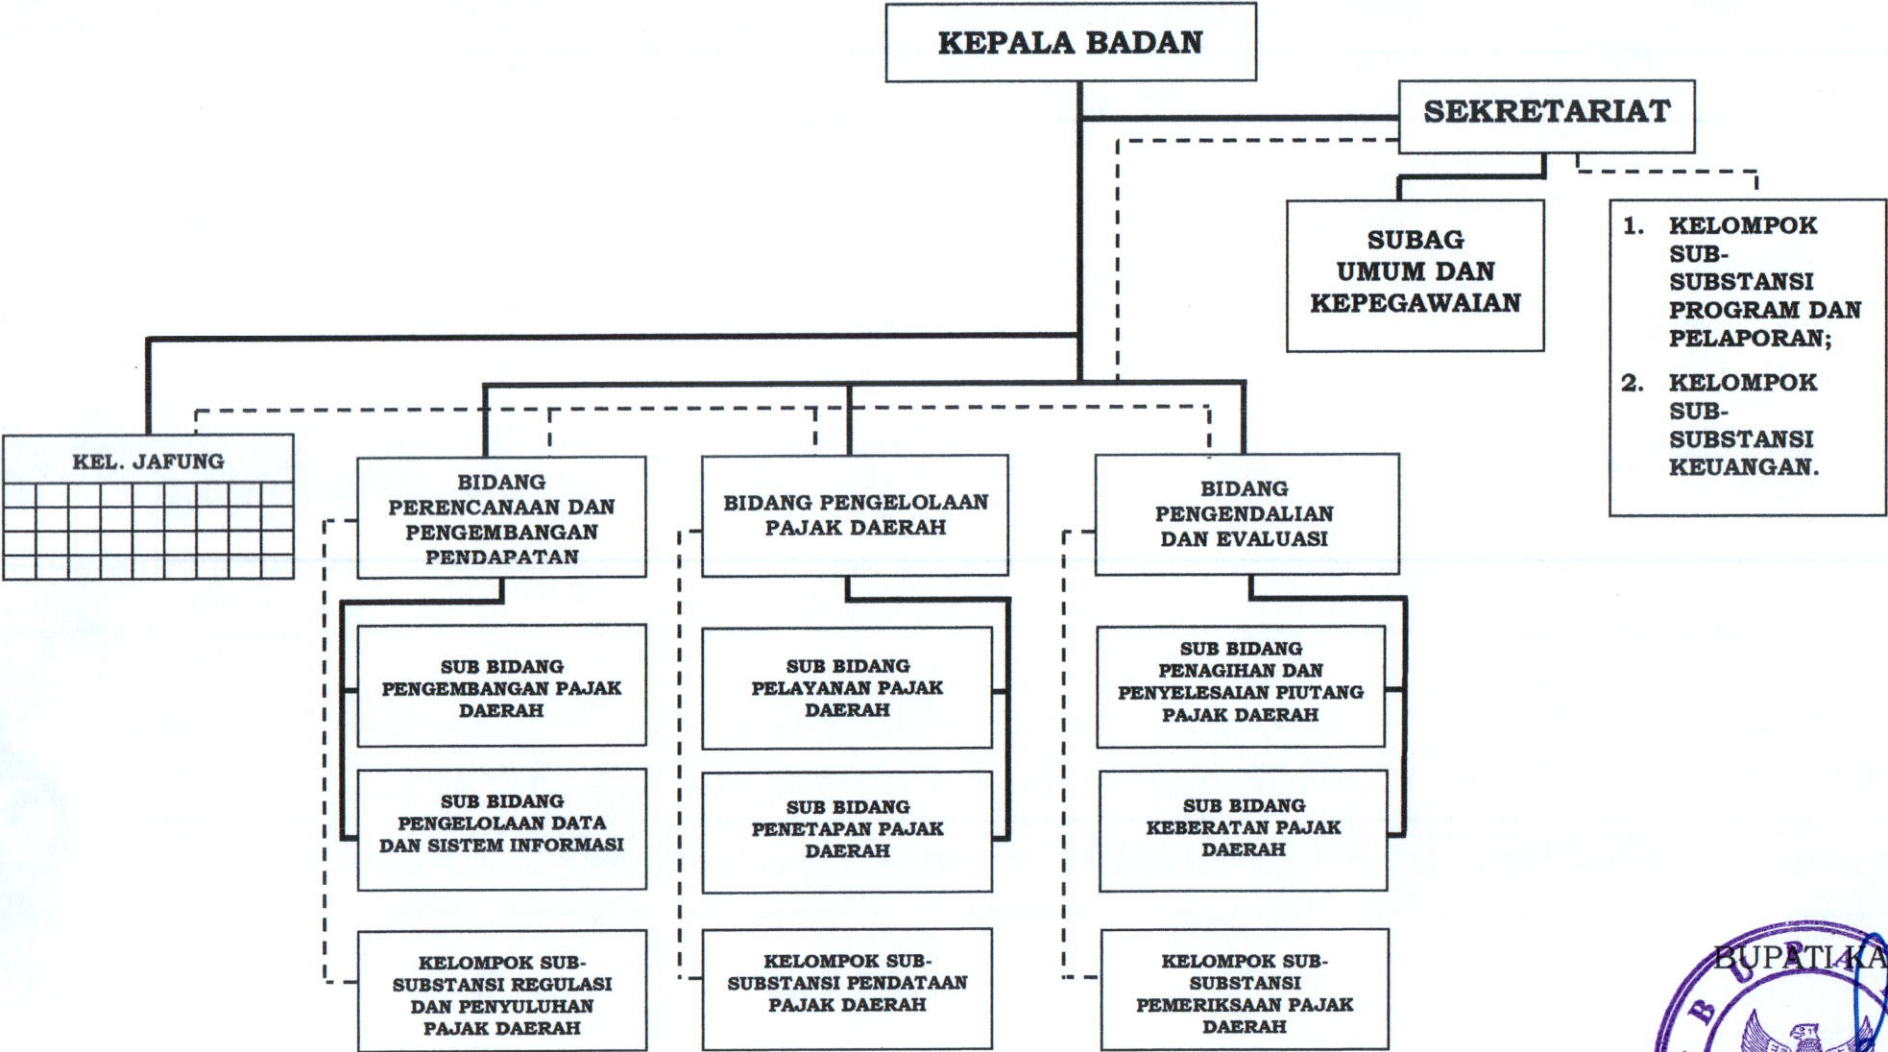 KEPALA BADAN
SEKRETARIAT
SUBAG
UMUM DAN
KEPEGAWAIAN
1. KELOMPOK
SUB-
SUBSTANSI
PROGRAM DAN
PELAPORAN;
2. KELOMPOK
SUB-
SUBSTANSI
KEUANGAN.
KEL. JAFUNG
BIDANG
PERENCANAAN DAN
PENGEMBANGAN
PENDAPATAN
BIDANG PENGELOLAAN
PAJAK DAERAH
BIDANG
PENGENDALIAN
DAN EVALUASI
SUB BIDANG
PENGEMBANGAN PAJAK
DAERAH
SUB BIDANG
PELAYANAN PAJAK
DAERAH
SUB BIDANG
PENAGIHAN DAN
PENYELESAIAN PIUTANG
PAJAK DAERAH
SUB BIDANG
PENGELOLAAN DATA
DAN SISTEM INFORMASI
SUB BIDANG
PENETAPAN PAJAK
DAERAH
SUB BIDANG
KEBERATAN PAJAK
DAERAH
KELOMPOK SUB-
SUBSTANSI REGULASI
DAN PENYULUHAN
PAJAK DAERAH
KELOMPOK SUB-
SUBSTANSI PENDATAAN
PAJAK DAERAH
KELOMPOK SUB-
SUBSTANSI
PEMERIKSAAN PAJAK
DAERAH
BUPATI KA
B U P A